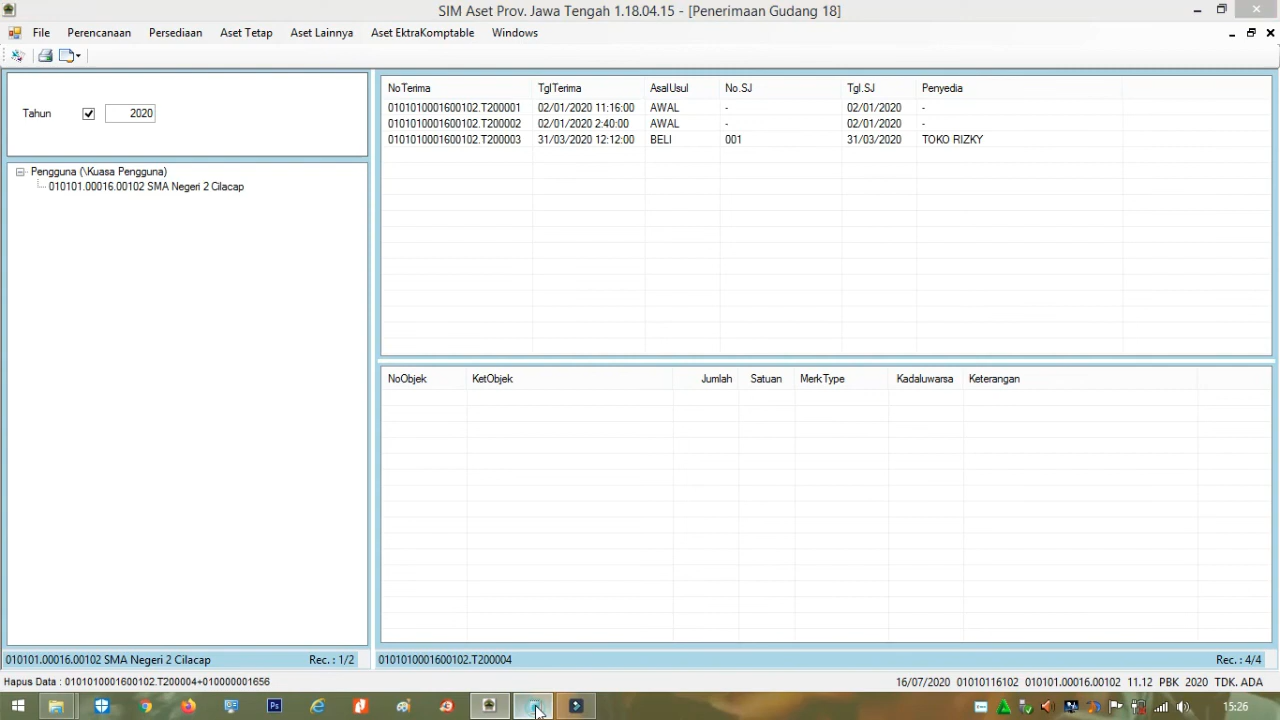 SIM Aset Prov. Jawa Tengah 1.18.04.15 - [Penerimaan Gudang 18]
File Perencanaan Persediaan Aset Tetap Aset Lainnya Aset EktraKomptable Windows
Tahun 2020
Pengguna (\Kuasa Pengguna)
010101.00016.00102 SMA Negeri 2 Cilacap
NoTerima TglTerima AsalUsul No.SJ Tgl.SJ Penyedia
0101010001600102.T200001 02/01/2020 11:16:00 AWAL - 02/01/2020 -
0101010001600102.T200002 02/01/2020 2:40:00 AWAL - 02/01/2020 -
0101010001600102.T200003 31/03/2020 12:12:00 BELI 001 31/03/2020 TOKO RIZKY
NoObjek KetObjek Jumlah Satuan MerkType Kadaluwarsa Keterangan
010101.00016.00102 SMA Negeri 2 Cilacap Rec. : 1/2 0101010001600102.T200004 Rec. : 4/4
Hapus Data : 0101010001600102.T200004+010000001656 16/07/2020 01010116102 010101.00016.00102 11.12 PBK 2020 TDK. ADA
15:26